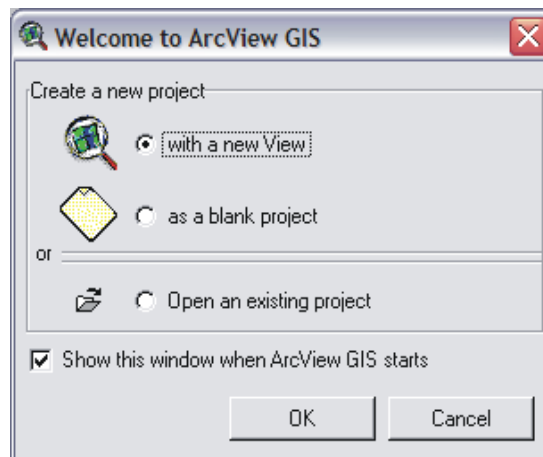 Welcome to ArcView GIS
Create a new project
with a new View
as a blank project
or
Open an existing project
Show this window when ArcView GIS starts
OK Cancel